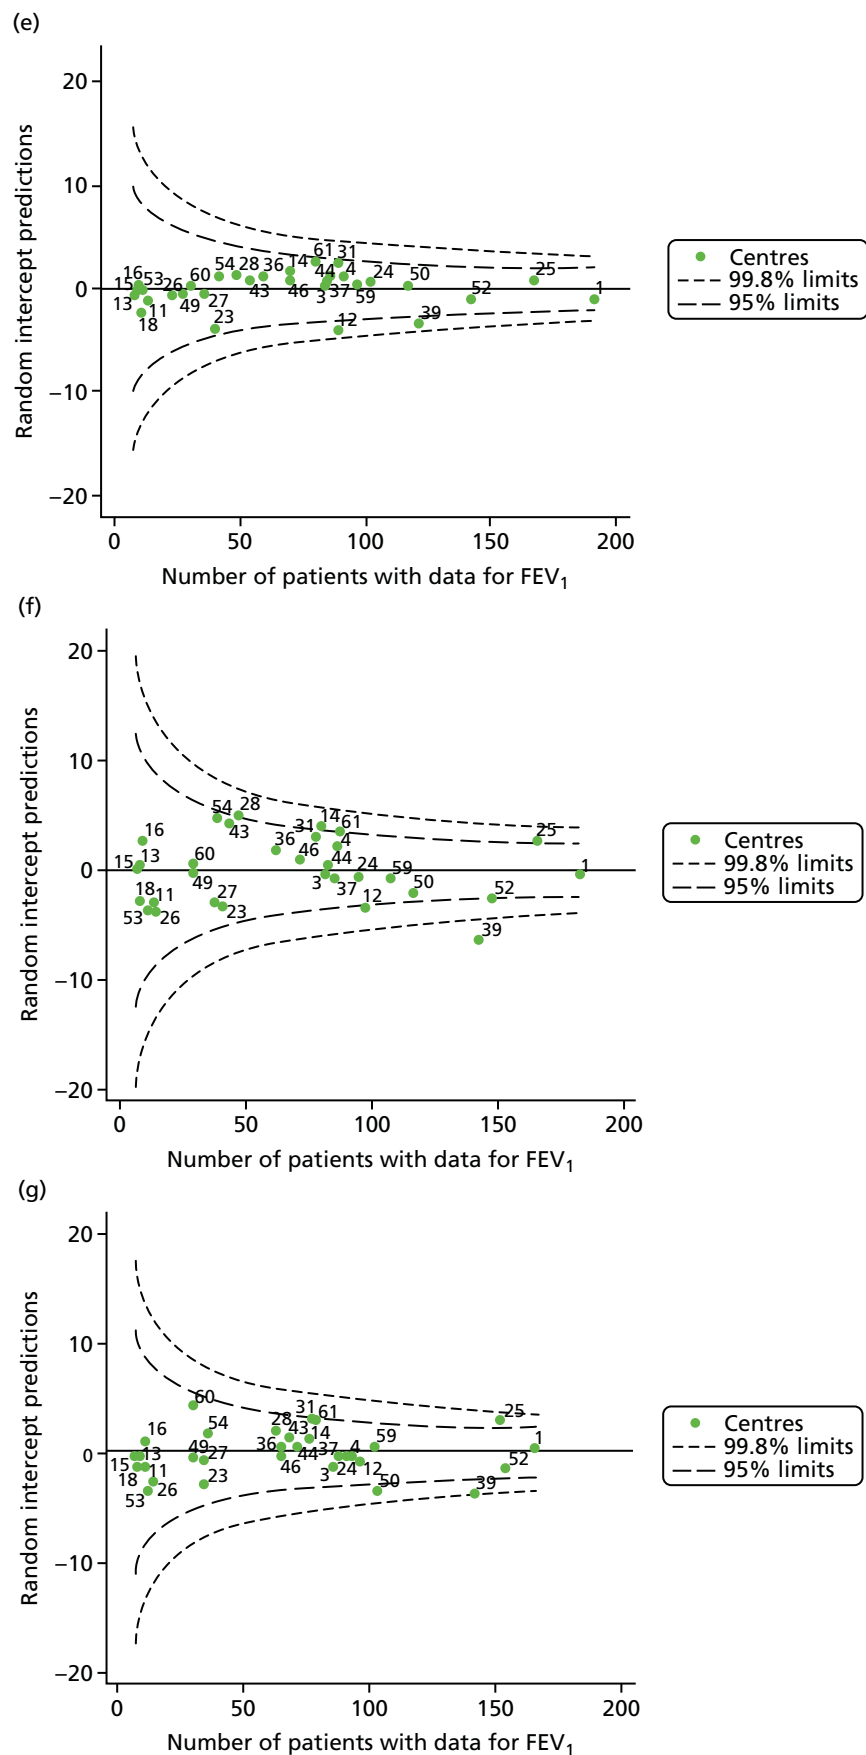 (e)
20
10
0
–10
–20
Random intercept predictions
16 53 15 13 11 18 26 49 60 27 23 54 28 43 36 14 46 61 31 44 4 3 37 59 24 12 50 39 52 25 1
0 50 100 150 200
Number of patients with data for FEV1
Centres
99.8% limits
95% limits
(f)
20
10
0
–10
–20
Random intercept predictions
16 15 13 18 11 53 26 60 49 27 23 54 28 43 36 46 31 14 61 4 44 3 37 24 12 59 50 52 39 25 1
0 50 100 150 200
Number of patients with data for FEV1
Centres
99.8% limits
95% limits
(g)
20
10
0
–10
–20
Random intercept predictions
16 13 15 18 11 53 26 60 54 49 27 23 28 43 36 46 44 14 31 61 37 4 3 24 12 59 50 39 52 25 1
0 50 100 150 200
Number of patients with data for FEV1
Centres
99.8% limits
95% limits